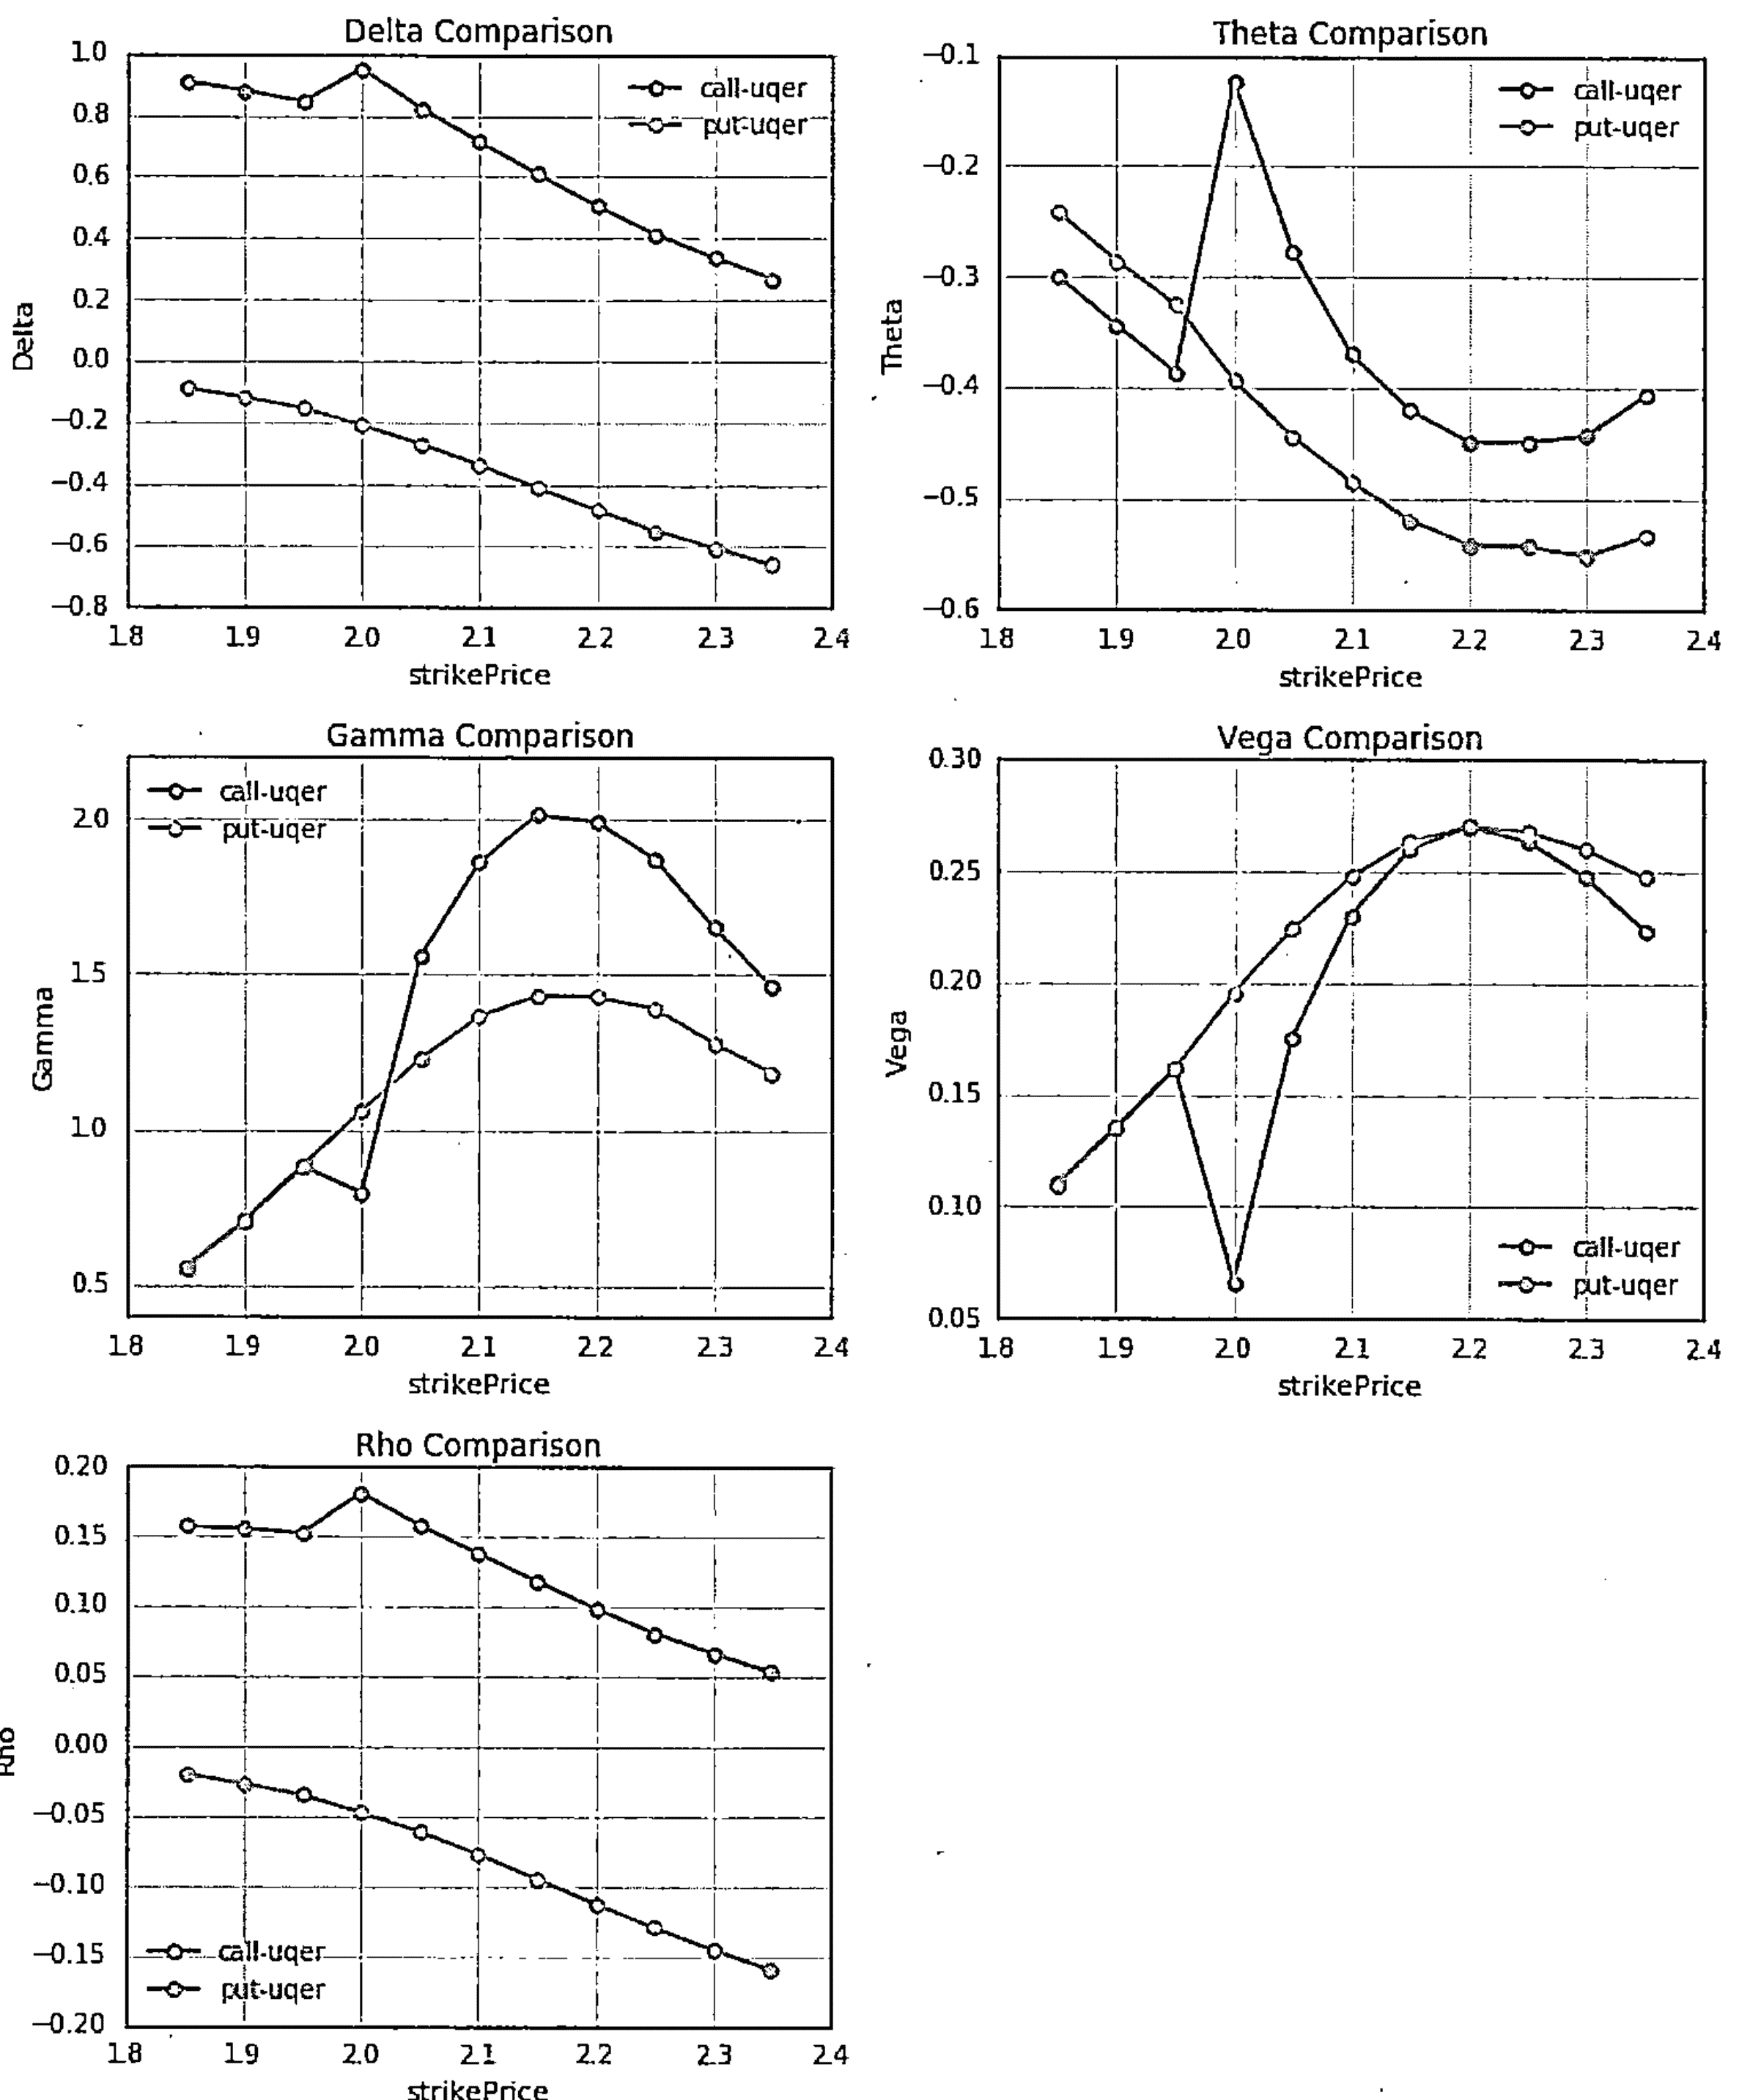 Delta Comparison
1.0
0.8
0.6
0.4
0.2
0.0
−0.2
−0.4
−0.6
−0.8
Delta
call-uqer
put-uqer
1.8 1.9 2.0 2.1 2.2 2.3 2.4
strikePrice
Theta Comparison
−0.1
−0.2
−0.3
−0.4
−0.5
−0.6
Theta
call-uqer
put-uqer
1.8 1.9 2.0 2.1 2.2 2.3 2.4
strikePrice
Gamma Comparison
2.0
1.5
1.0
0.5
Gamma
call-uqer
put-uqer
1.8 1.9 2.0 2.1 2.2 2.3 2.4
strikePrice
Vega Comparison
0.30
0.25
0.20
0.15
0.10
0.05
Vega
call-uqer
put-uqer
1.8 1.9 2.0 2.1 2.2 2.3 2.4
strikePrice
Rho Comparison
0.20
0.15
0.10
0.05
0.00
−0.05
−0.10
−0.15
−0.20
Rho
call-uqer
put-uqer
1.8 1.9 2.0 2.1 2.2 2.3 2.4
strikePrice